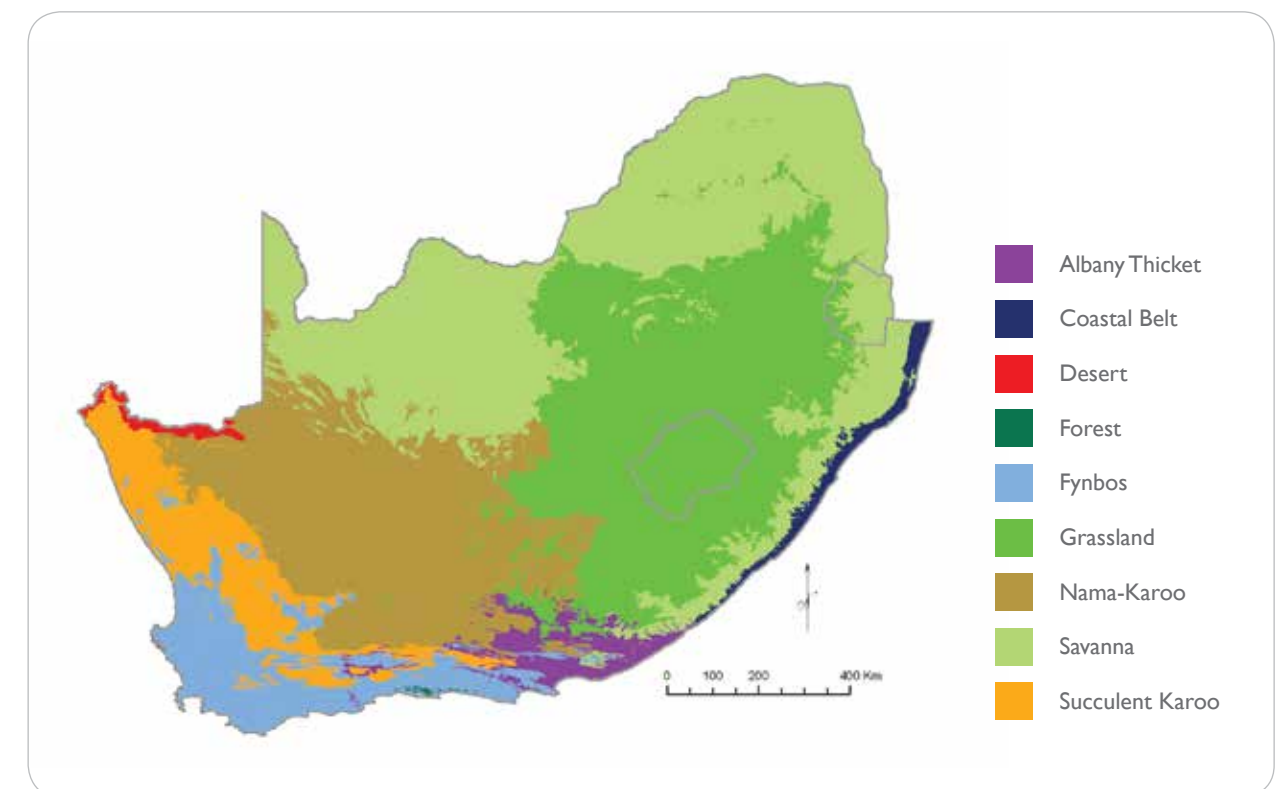 Albany Thicket
Coastal Belt
Desert
Forest
Fynbos
Grassland
Nama-Karoo
Savanna
Succulent Karoo
0 100 200 400 Km